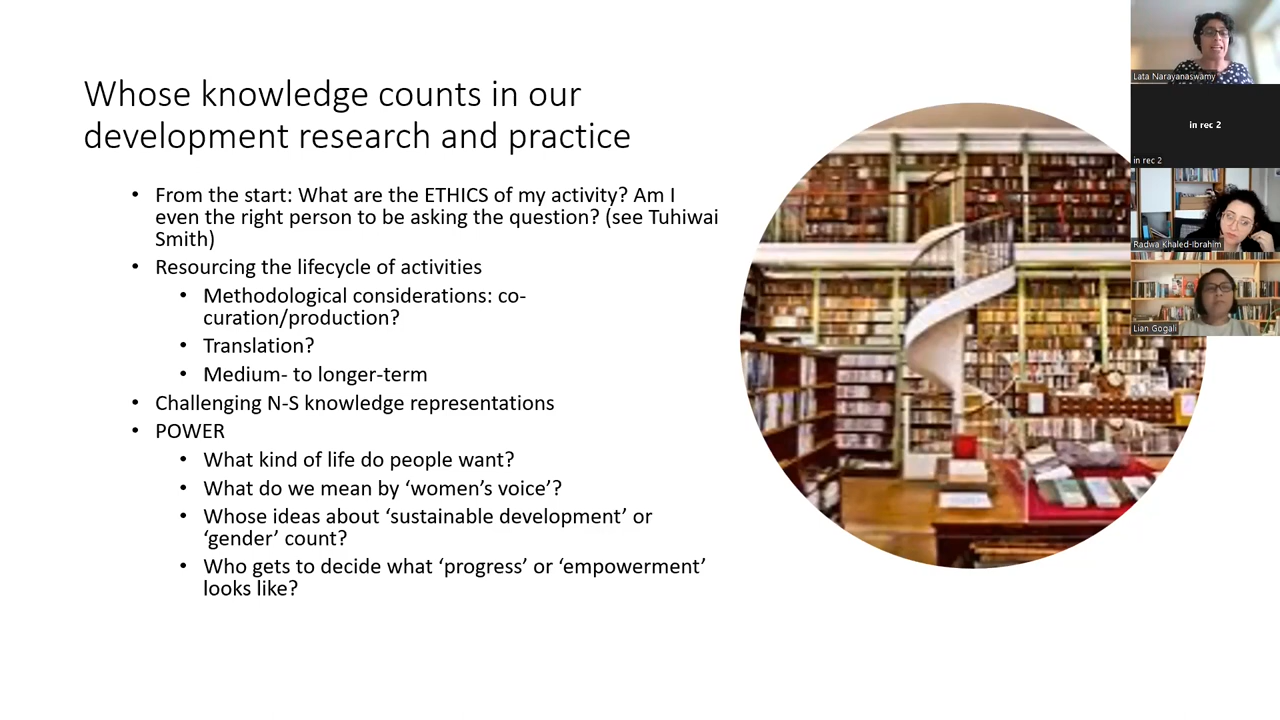 Whose knowledge counts in our
development research and practice
• From the start: What are the ETHICS of my activity? Am I
even the right person to be asking the question? (see Tuhiwai
Smith)
• Resourcing the lifecycle of activities
• Methodological considerations: co-
curation/production?
• Translation?
• Medium- to longer-term
• Challenging N-S knowledge representations
• POWER
• What kind of life do people want?
• What do we mean by ‘women’s voice’?
• Whose ideas about ‘sustainable development’ or
‘gender’ count?
• Who gets to decide what ‘progress’ or ‘empowerment’
looks like?
Lata Narayanaswamy
in rec 2
in rec 2
Radwa Khaled-Ibrahim
Lian Gogali